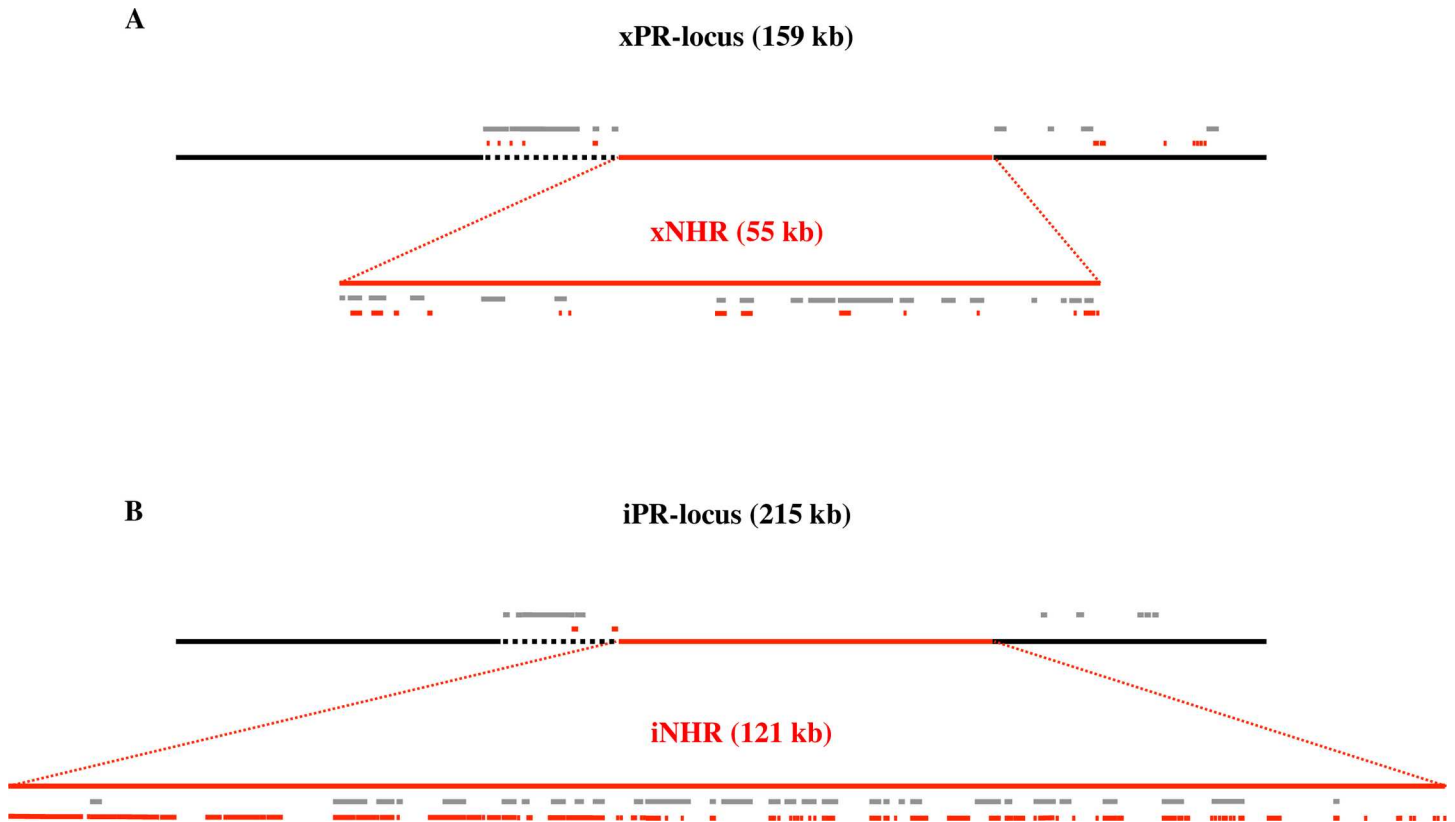 A
xPR-locus (159 kb)
xNHR (55 kb)
B
iPR-locus (215 kb)
iNHR (121 kb)